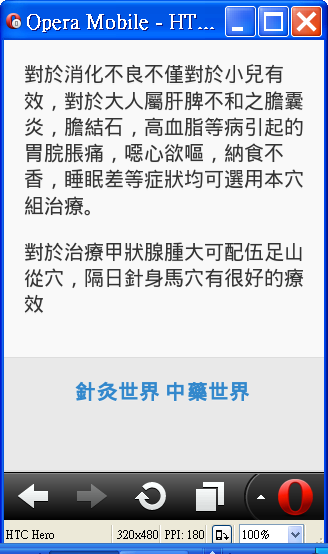 Opera Mobile - HT...
對於消化不良不僅對於小兒有
效，對於大人屬肝脾不和之膽囊
炎，膽結石，高血脂等病引起的
胃脘脹痛，噁心欲嘔，納食不
香，睡眠差等症狀均可選用本穴
組治療。
對於治療甲狀腺腫大可配伍足山
從穴，隔日針身馬穴有很好的療
效
針灸世界 中藥世界
HTC Hero 320x480 PPI: 180 100%